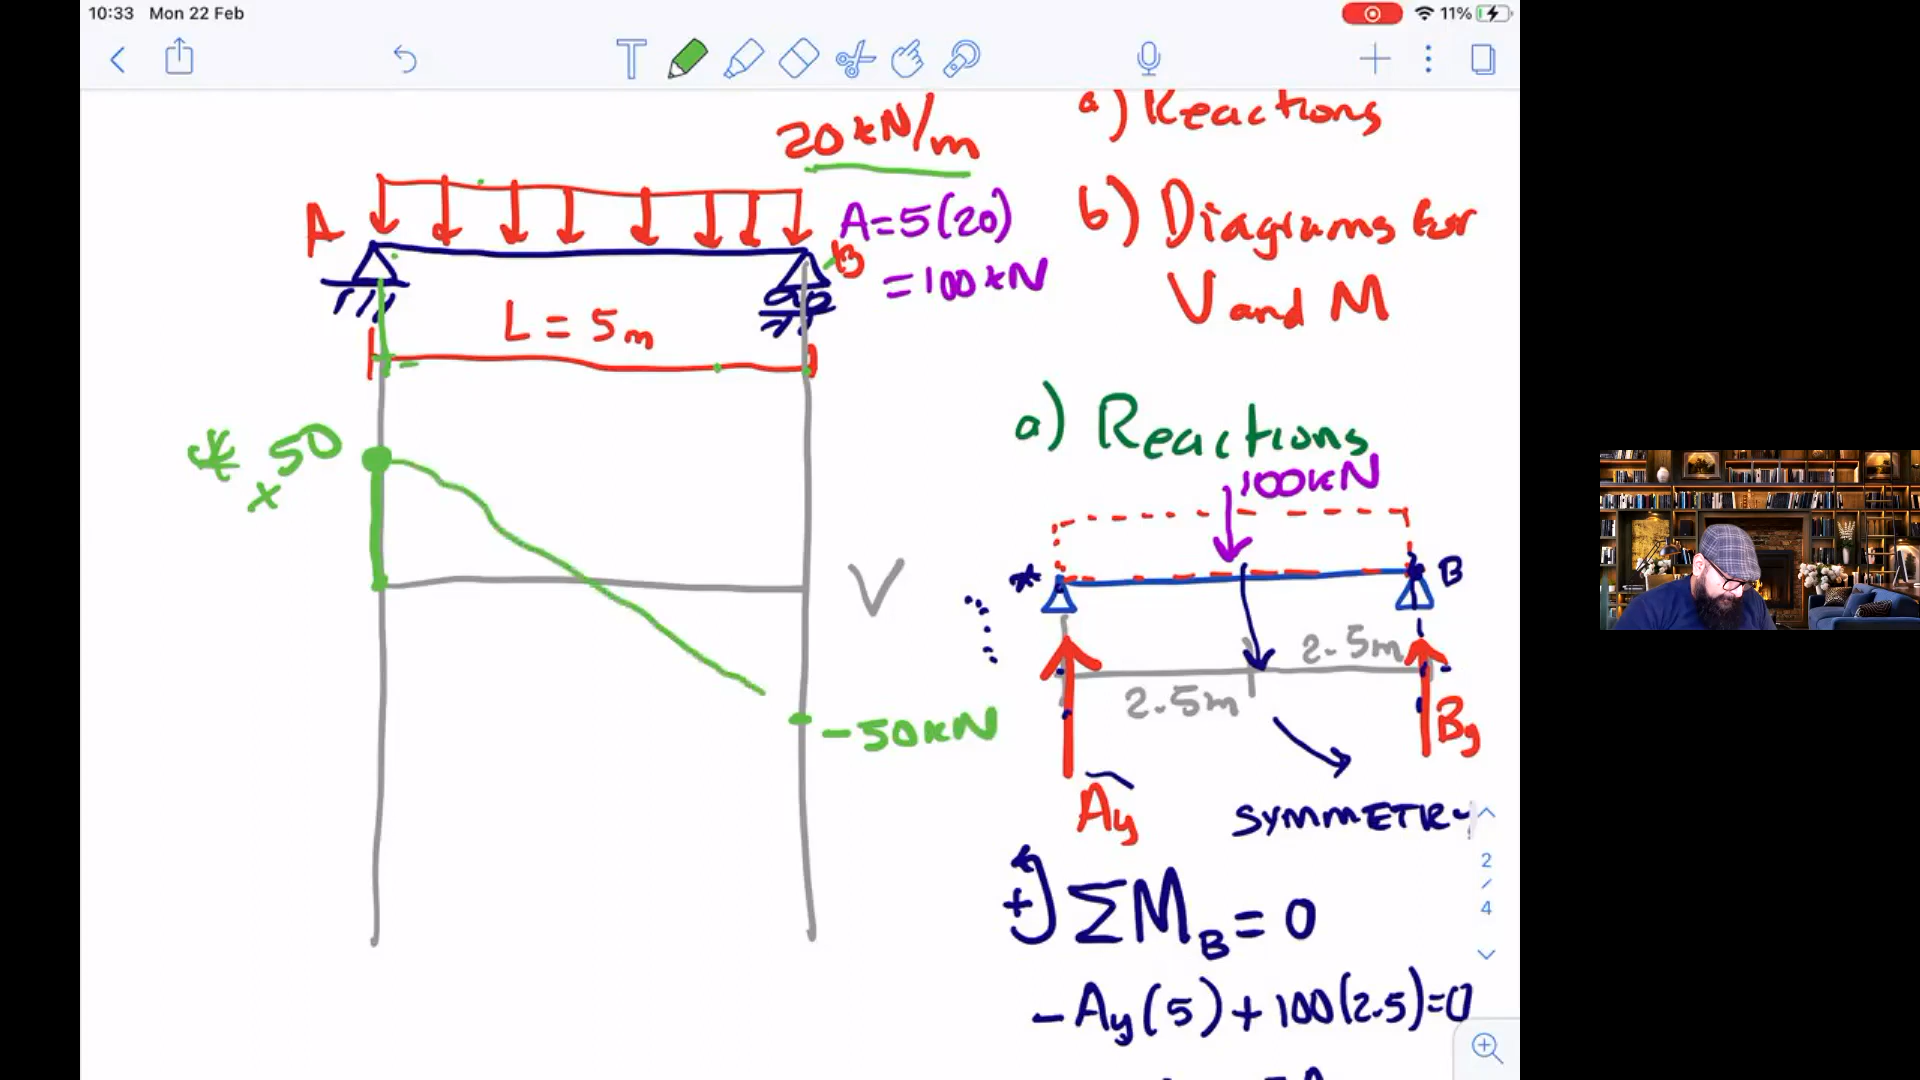 10:33 Mon 22 Feb
11%
T
20 kN/m
a) Reactions
A
A=5(20)
B
= 100 kN
b) Diagrams for
V and M
L = 5m
a) Reactions
50
x
100kN
V
B
2.5m
2.5m
- 50kN
By
Ay
SYMMETRY
2
/
4
+ ΣM_B = 0
- Ay(5) + 100(2.5)=0